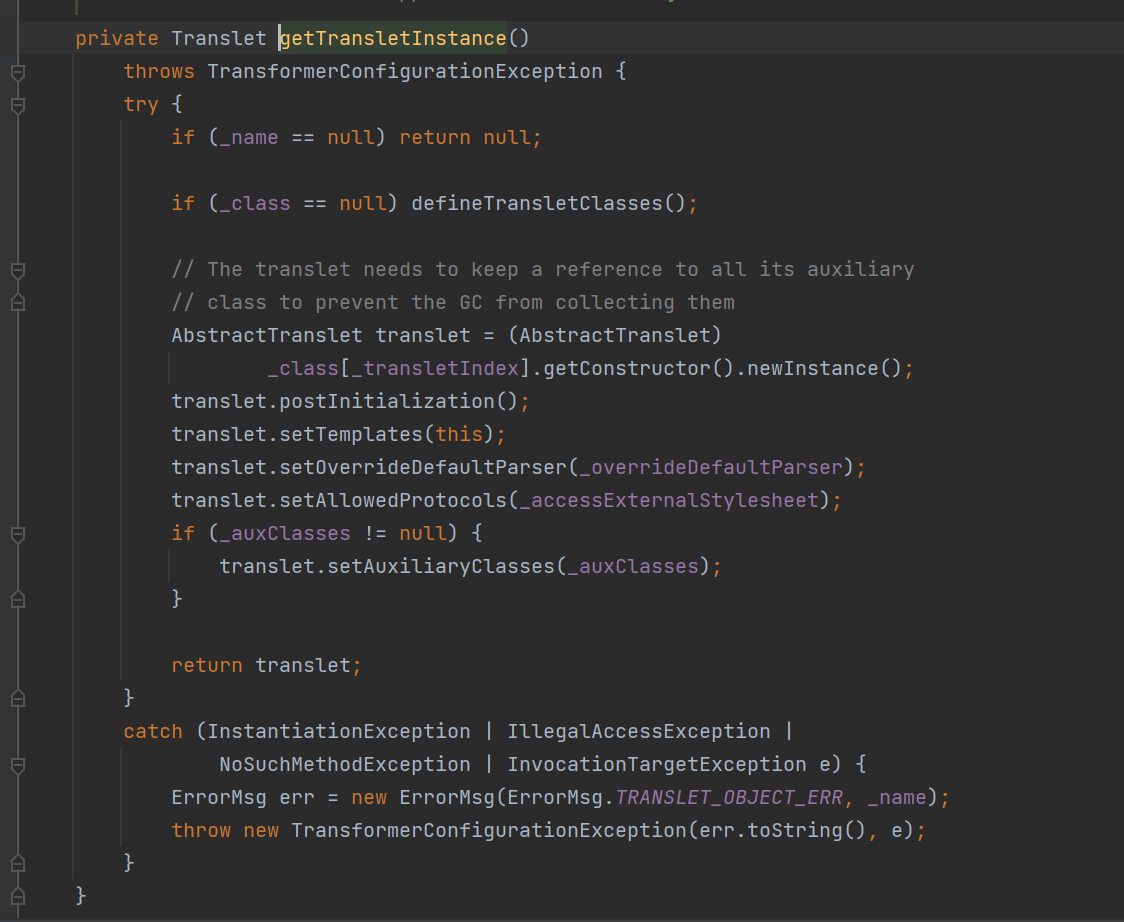 private Translet getTransletInstance()
    throws TransformerConfigurationException {
    try {
        if (_name == null) return null;

        if (_class == null) defineTransletClasses();

        // The translet needs to keep a reference to all its auxiliary
        // class to prevent the GC from collecting them
        AbstractTranslet translet = (AbstractTranslet)
                _class[_transletIndex].getConstructor().newInstance();
        translet.postInitialization();
        translet.setTemplates(this);
        translet.setOverrideDefaultParser(_overrideDefaultParser);
        translet.setAllowedProtocols(_accessExternalStylesheet);
        if (_auxClasses != null) {
            translet.setAuxiliaryClasses(_auxClasses);
        }

        return translet;
    }
    catch (InstantiationException | IllegalAccessException |
            NoSuchMethodException | InvocationTargetException e) {
        ErrorMsg err = new ErrorMsg(ErrorMsg.TRANSLET_OBJECT_ERR, _name);
        throw new TransformerConfigurationException(err.toString(), e);
    }
}